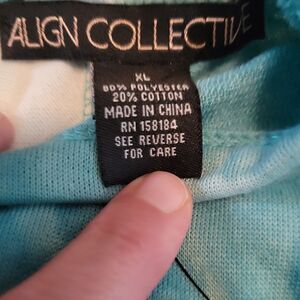 ALIGN COLLECTIVE
XL
80% POLYESTER
20% COTTON
MADE IN CHINA
RN 158184
SEE REVERSE
FOR CARE